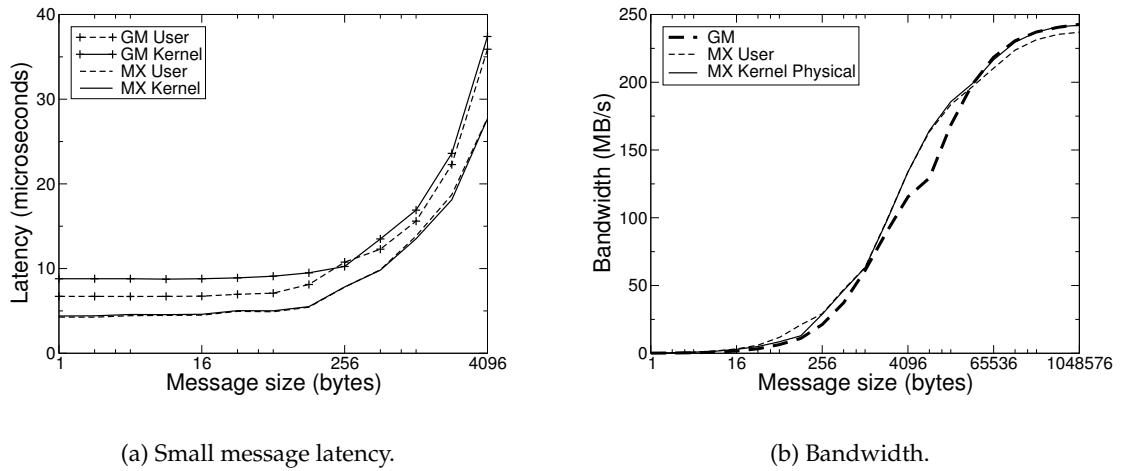 40
30
20
10
0
Latency (microseconds)
GM User
GM Kernel
MX User
MX Kernel
1
16
256
4096
Message size (bytes)
(a) Small message latency.
250
200
150
100
50
0
Bandwidth (MB/s)
GM
MX User
MX Kernel Physical
1
16
256
4096
65536
1048576
Message size (bytes)
(b) Bandwidth.